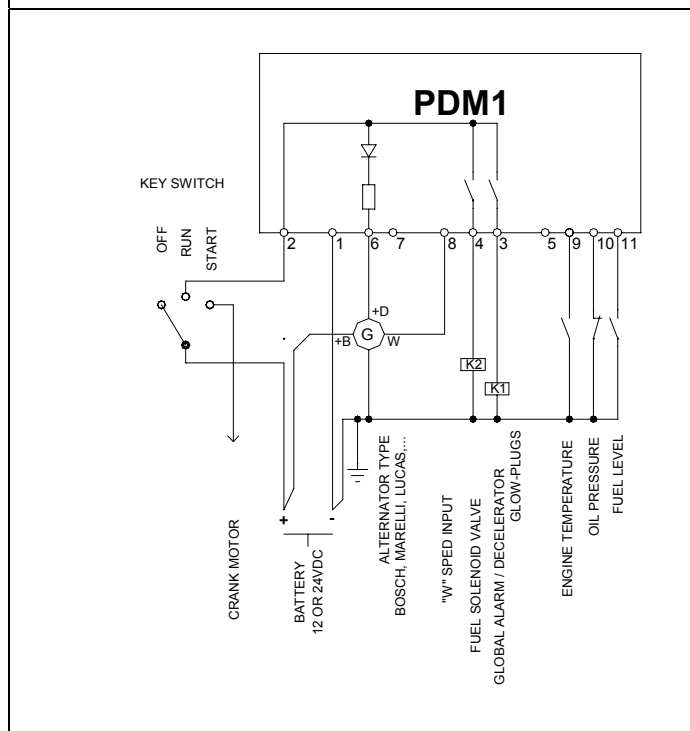 PDM1
KEY SWITCH
OFF
RUN
START
2
1
6
7
8
4
3
5
9
10
11
+D
+B
G
W
K2
K1
+
-
CRANK MOTOR
BATTERY
12 OR 24VDC
ALTERNATOR TYPE
BOSCH, MARELLI, LUCAS,...
"W" SPED INPUT
FUEL SOLENOID VALVE
GLOBAL ALARM / DECELERATOR
GLOW-PLUGS
ENGINE TEMPERATURE
OIL PRESSURE
FUEL LEVEL